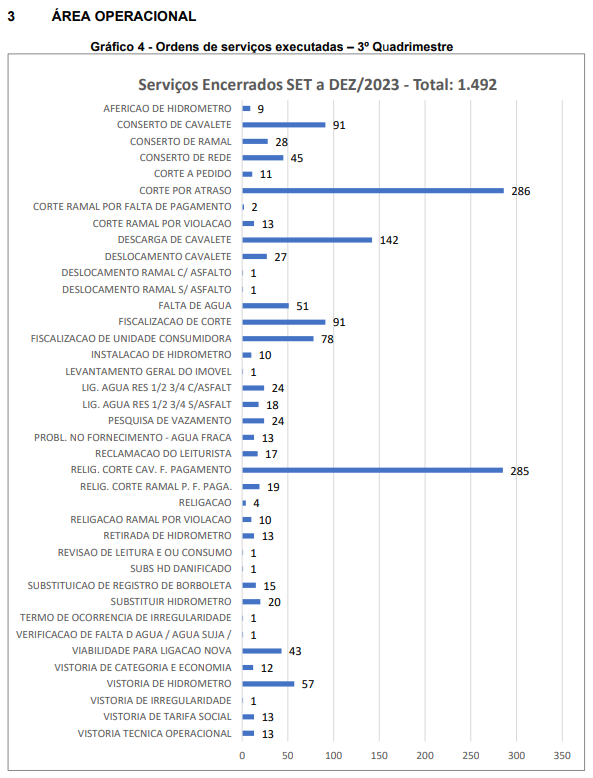 3 ÁREA OPERACIONAL
Gráfico 4 - Ordens de serviços executadas – 3º Quadrimestre
Serviços Encerrados SET a DEZ/2023 - Total: 1.492
AFERICAO DE HIDROMETRO 9
CONSERTO DE CAVALETE 91
CONSERTO DE RAMAL 28
CONSERTO DE REDE 45
CORTE A PEDIDO 11
CORTE POR ATRASO 286
CORTE RAMAL POR FALTA DE PAGAMENTO 2
CORTE RAMAL POR VIOLACAO 13
DESCARGA DE CAVALETE 142
DESLOCAMENTO CAVALETE 27
DESLOCAMENTO RAMAL C/ ASFALTO 1
DESLOCAMENTO RAMAL S/ ASFALTO 1
FALTA DE AGUA 51
FISCALIZACAO DE CORTE 91
FISCALIZACAO DE UNIDADE CONSUMIDORA 78
INSTALACAO DE HIDROMETRO 10
LEVANTAMENTO GERAL DO IMOVEL 1
LIG. AGUA RES 1/2 3/4 C/ASFALT 24
LIG. AGUA RES 1/2 3/4 S/ASFALT 18
PESQUISA DE VAZAMENTO 24
PROBL. NO FORNECIMENTO - AGUA FRACA 13
RECLAMACAO DO LEITURISTA 17
RELIG. CORTE CAV. F. PAGAMENTO 285
RELIG. CORTE RAMAL P. F. PAGA. 19
RELIGACAO 4
RELIGACAO RAMAL POR VIOLACAO 10
RETIRADA DE HIDROMETRO 13
REVISAO DE LEITURA E OU CONSUMO 1
SUBS HD DANIFICADO 1
SUBSTITUICAO DE REGISTRO DE BORBOLETA 15
SUBSTITUIR HIDROMETRO 20
TERMO DE OCORRENCIA DE IRREGULARIDADE 1
VERIFICACAO DE FALTA D AGUA / AGUA SUJA / 1
VIABILIDADE PARA LIGACAO NOVA 43
VISTORIA DE CATEGORIA E ECONOMIA 12
VISTORIA DE HIDROMETRO 57
VISTORIA DE IRREGULARIDADE 1
VISTORIA DE TARIFA SOCIAL 13
VISTORIA TECNICA OPERACIONAL 13
0 50 100 150 200 250 300 350